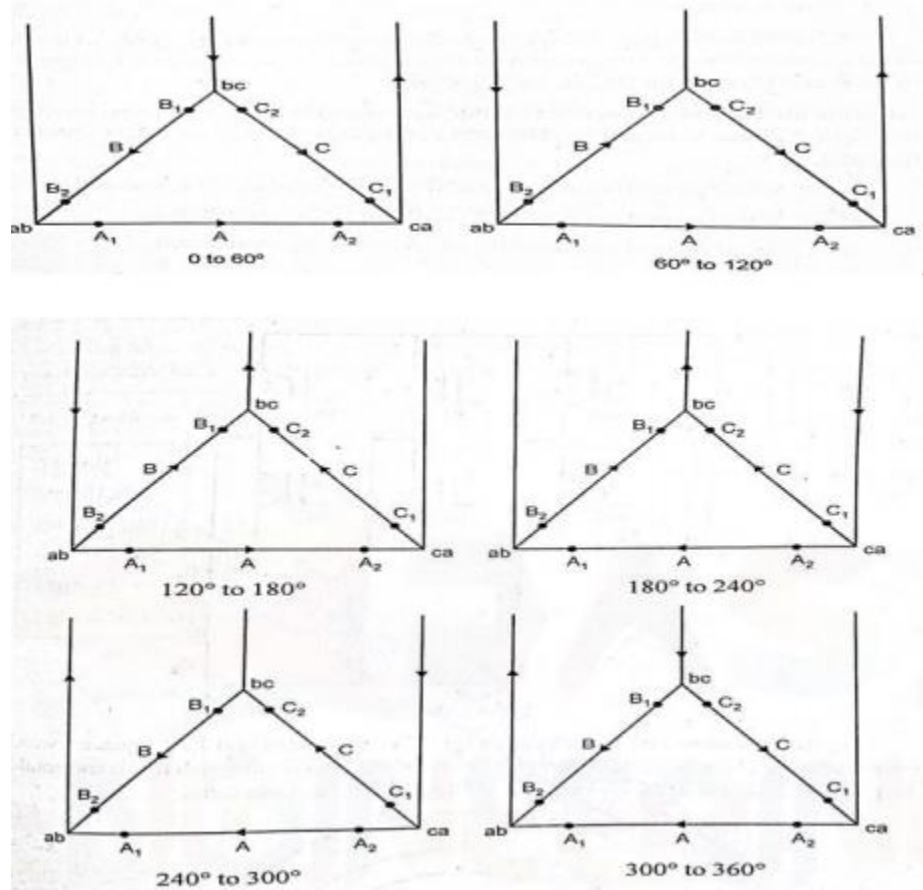 bc
B₁ C₂
B C
B₂ C₁
ab A₁ A A₂ ca
0 to 60°
bc
B₁ C₂
B C
B₂ C₁
ab A₁ A A₂ ca
60° to 120°
bc
B₁ C₂
B C
B₂ C₁
ab A₁ A A₂ ca
120° to 180°
bc
B₁ C₂
B C
B₂ C₁
ab A₁ A A₂ ca
180° to 240°
bc
B₁ C₂
B C
B₂ C₁
ab A₁ A A₂ ca
240° to 300°
bc
B₁ C₂
B C
B₂ C₁
ab A₁ A A₂ ca
300° to 360°